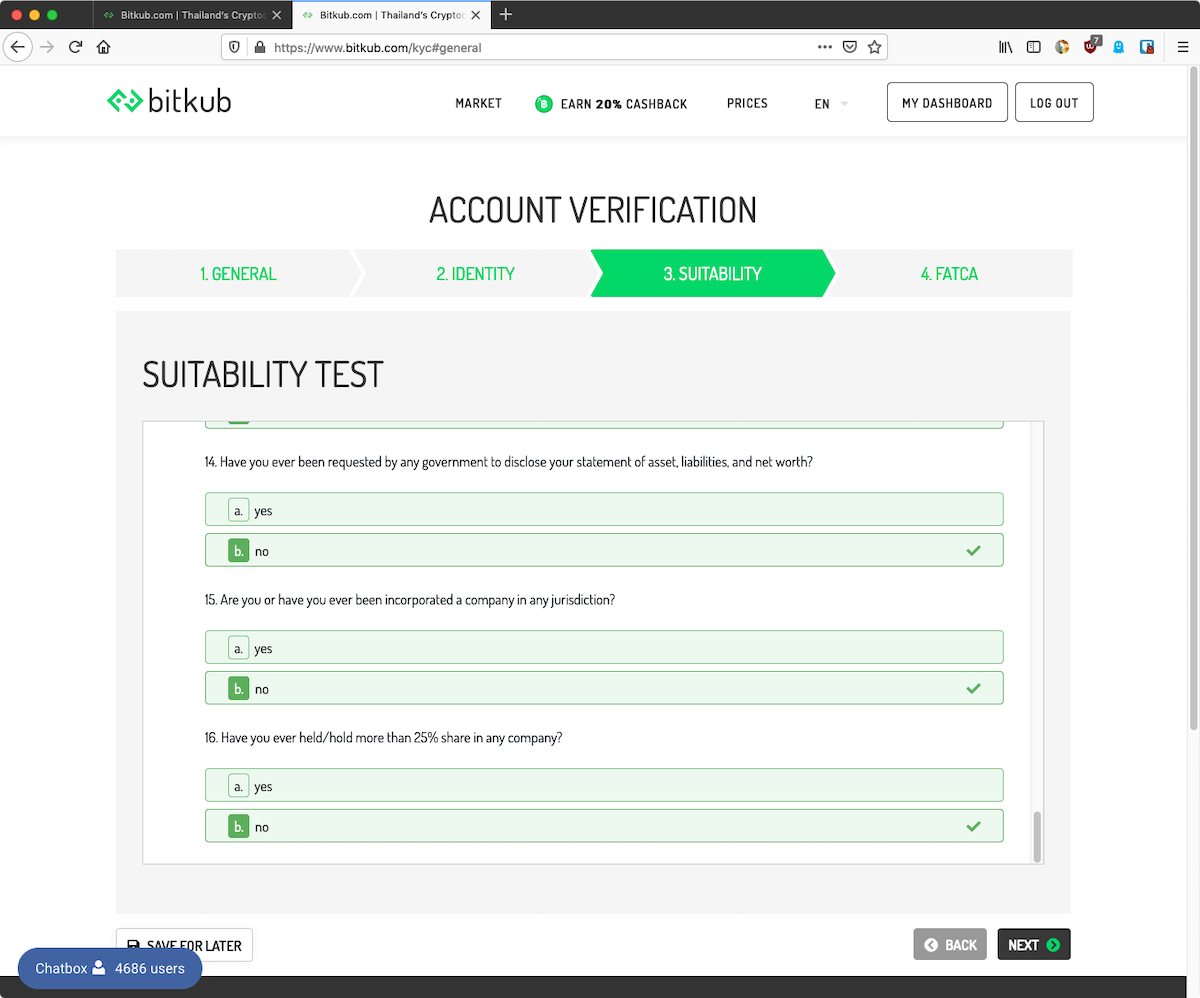 Bitkub.com | Thailand's Cryptoc
Bitkub.com | Thailand's Cryptoc
https://www.bitkub.com/kyc#general
7
bitkub
MARKET
EARN 20% CASHBACK
PRICES
EN
MY DASHBOARD
LOG OUT
ACCOUNT VERIFICATION
1. GENERAL
2. IDENTITY
3. SUITABILITY
4. FATCA
SUITABILITY TEST
14. Have you ever been requested by any government to disclose your statement of asset, liabilities, and net worth?
a. yes
b. no
15. Are you or have you ever been incorporated a company in any jurisdiction?
a. yes
b. no
16. Have you ever held/hold more than 25% share in any company?
a. yes
b. no
SAVE FOR LATER
BACK
NEXT
Chatbox 4686 users